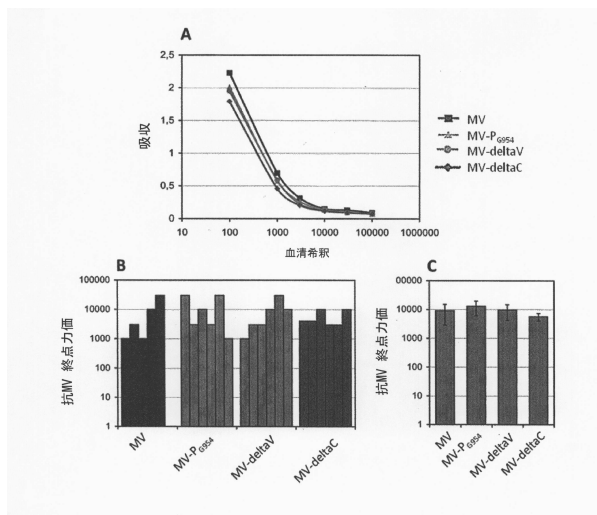 A
2,5
2
1,5
1
0,5
0
吸収
10
100
1000
10000
100000
1000000
血清希釈
MV
MV-PG954
MV-deltaV
MV-deltaC
B
100000
10000
1000
100
10
1
抗MV 終点力価
MV
MV-PG954
MV-deltaV
MV-deltaC
C
00000
10000
1000
100
10
1
抗MV 終点力価
MV
MV-PG954
MV-deltaV
MV-deltaC